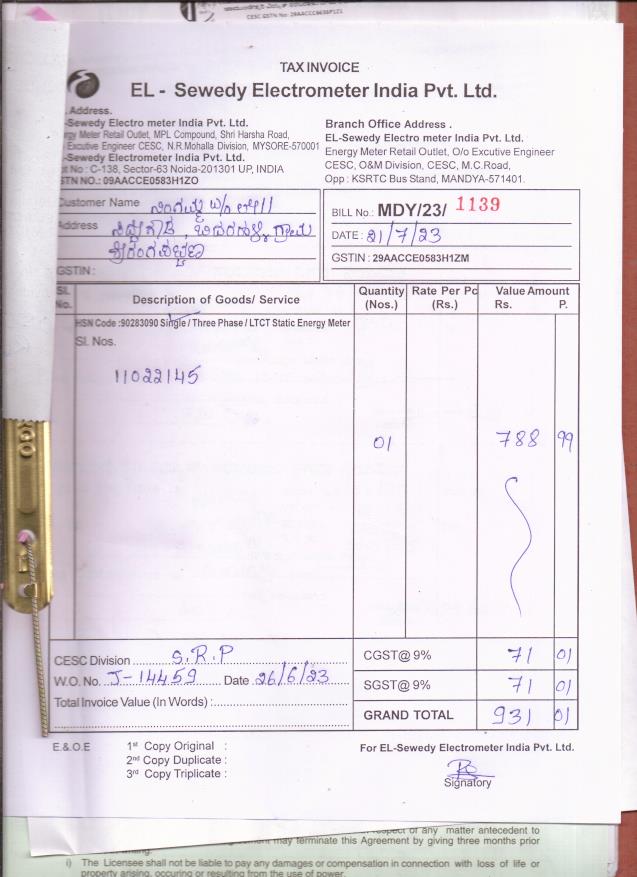 CESC GSTN No: 29AACCC6636P1Z1
TAX INVOICE
EL - Sewedy Electrometer India Pvt. Ltd.
. Address.
-Sewedy Electro meter India Pvt. Ltd.
rgy Meter Retail Outlet, MPL Compound, Shri Harsha Road,
Excutive Engineer CESC, N.R.Mohalla Division, MYSORE-570001
-Sewedy Electrometer India Pvt. Ltd.
t No : C-138, Sector-63 Noida-201301 UP, INDIA
STN NO.: 09AACCE0583H1ZO
Branch Office Address .
EL-Sewedy Electro meter India Pvt. Ltd.
Energy Meter Retail Outlet, O/o Excutive Engineer
CESC, O&M Division, CESC, M.C.Road,
Opp : KSRTC Bus Stand, MANDYA-571401.
Customer Name
Address
ಶ್ರೀರಂಗಪಟ್ಟಣ
GSTIN :
BILL No.: MDY/23/ 1139
DATE : 21/7/23
GSTIN : 29AACCE0583H1ZM
Sl. No. Description of Goods/ Service Quantity (Nos.) Rate Per Pc (Rs.) Value Amount Rs. P.
HSN Code :90283090 Single / Three Phase / LTCT Static Energy Meter
Sl. Nos.
11022145
01 788 99
CESC Division S.R.P
CGST@ 9% 71 01
W.O. No. J-14459 Date 26/6/23
SGST@ 9% 71 01
Total Invoice Value (In Words) :
GRAND TOTAL 931 01
E.& O.E
1st Copy Original :
2nd Copy Duplicate :
3rd Copy Triplicate :
For EL-Sewedy Electrometer India Pvt. Ltd.
Signatory
respect of any matter antecedent to
may terminate this Agreement by giving three months prior
i) The Licensee shall not be liable to pay any damages or compensation in connection with loss of life or
property arising, occuring or resulting from the use of power.